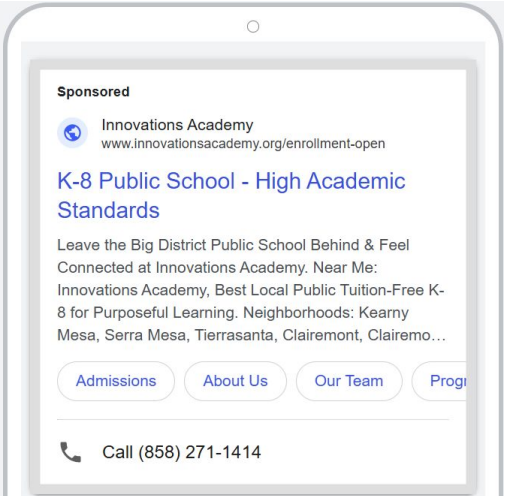 Sponsored
Innovations Academy
www.innovationsacademy.org/enrollment-open
K-8 Public School - High Academic
Standards
Leave the Big District Public School Behind & Feel
Connected at Innovations Academy. Near Me:
Innovations Academy, Best Local Public Tuition-Free K-
8 for Purposeful Learning. Neighborhoods: Kearny
Mesa, Serra Mesa, Tierrasanta, Clairemont, Clairemo...
Admissions About Us Our Team Progr
Call (858) 271-1414